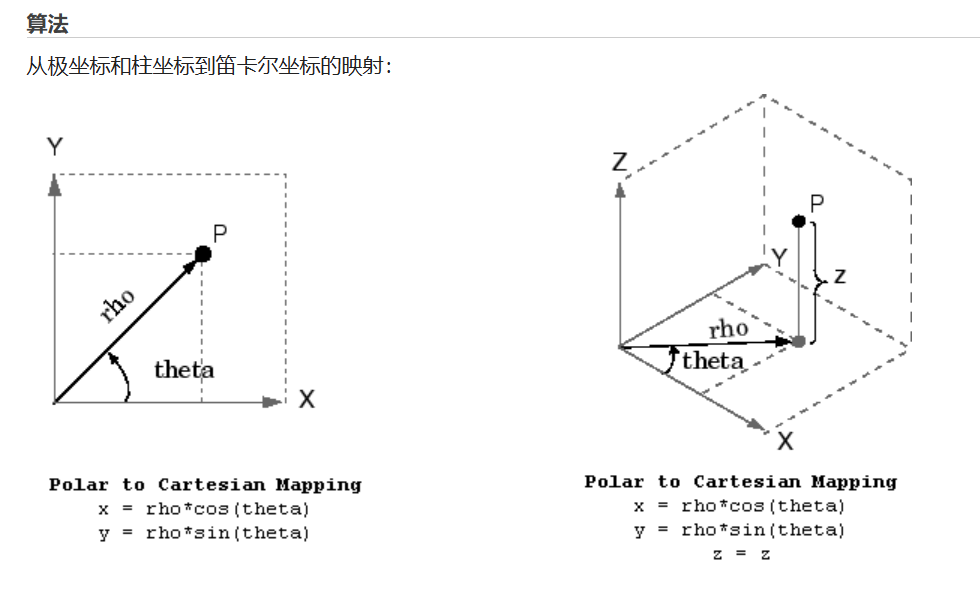 算法
从极坐标和柱坐标到笛卡尔坐标的映射：
Y
P
rho
theta
X
Polar to Cartesian Mapping
x = rho*cos(theta)
y = rho*sin(theta)
Z
P
Y
z
rho
theta
X
Polar to Cartesian Mapping
x = rho*cos(theta)
y = rho*sin(theta)
z = z